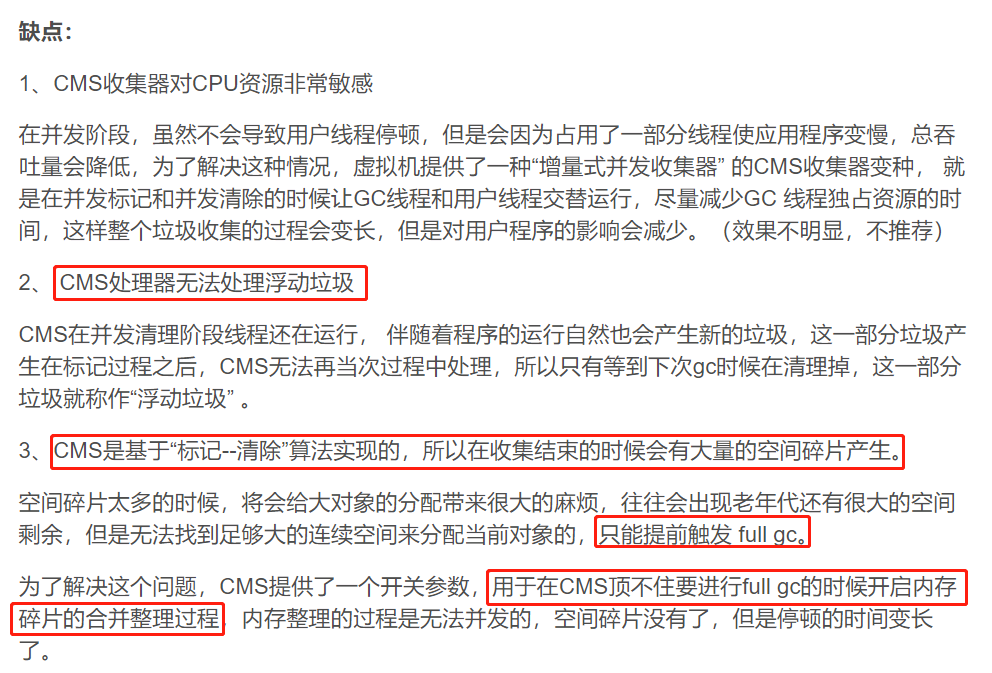 缺点：
1、CMS收集器对CPU资源非常敏感
在并发阶段，虽然不会导致用户线程停顿，但是会因为占用了一部分线程使应用程序变慢，总吞
吐量会降低，为了解决这种情况，虚拟机提供了一种“增量式并发收集器” 的CMS收集器变种， 就
是在并发标记和并发清除的时候让GC线程和用户线程交替运行，尽量减少GC 线程独占资源的时
间，这样整个垃圾收集的过程会变长，但是对用户程序的影响会减少。（效果不明显，不推荐）
2、 CMS处理器无法处理浮动垃圾
CMS在并发清理阶段线程还在运行， 伴随着程序的运行自然也会产生新的垃圾，这一部分垃圾产
生在标记过程之后，CMS无法再当次过程中处理，所以只有等到下次gc时候在清理掉，这一部分
垃圾就称作“浮动垃圾” 。
3、CMS是基于“标记--清除”算法实现的，所以在收集结束的时候会有大量的空间碎片产生。
空间碎片太多的时候，将会给大对象的分配带来很大的麻烦，往往会出现老年代还有很大的空间
剩余，但是无法找到足够大的连续空间来分配当前对象的，只能提前触发 full gc。
为了解决这个问题，CMS提供了一个开关参数，用于在CMS顶不住要进行full gc的时候开启内存
碎片的合并整理过程，内存整理的过程是无法并发的，空间碎片没有了，但是停顿的时间变长
了。